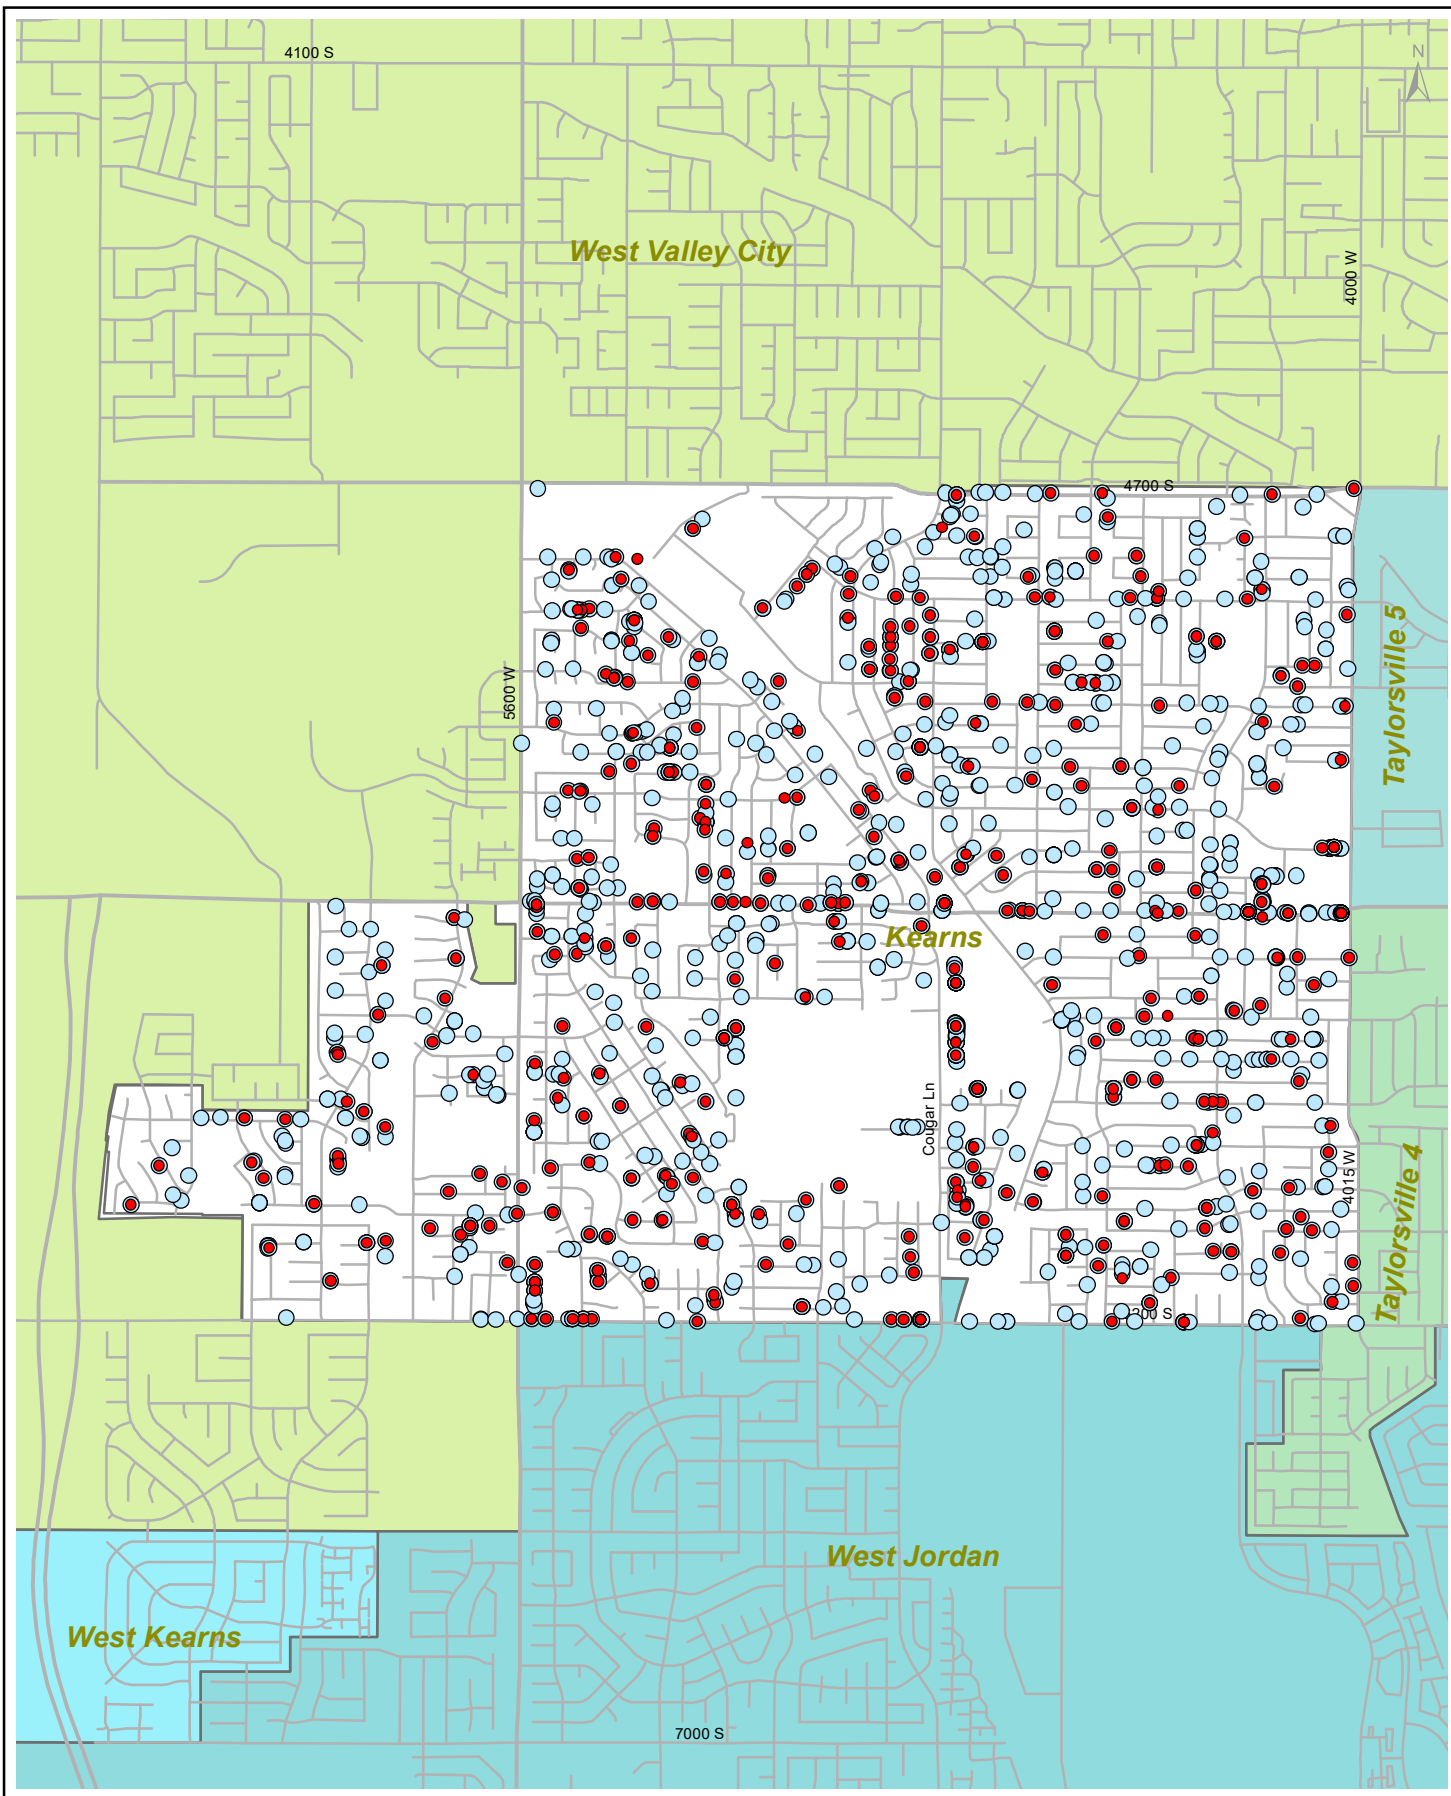 4100 S
N
West Valley City
4000 W
4700 S
Taylorsville 5
5600 W
Kearns
Cougar Ln
4015 W
Taylorsville 4
West Jordan
West Kearns
7000 S